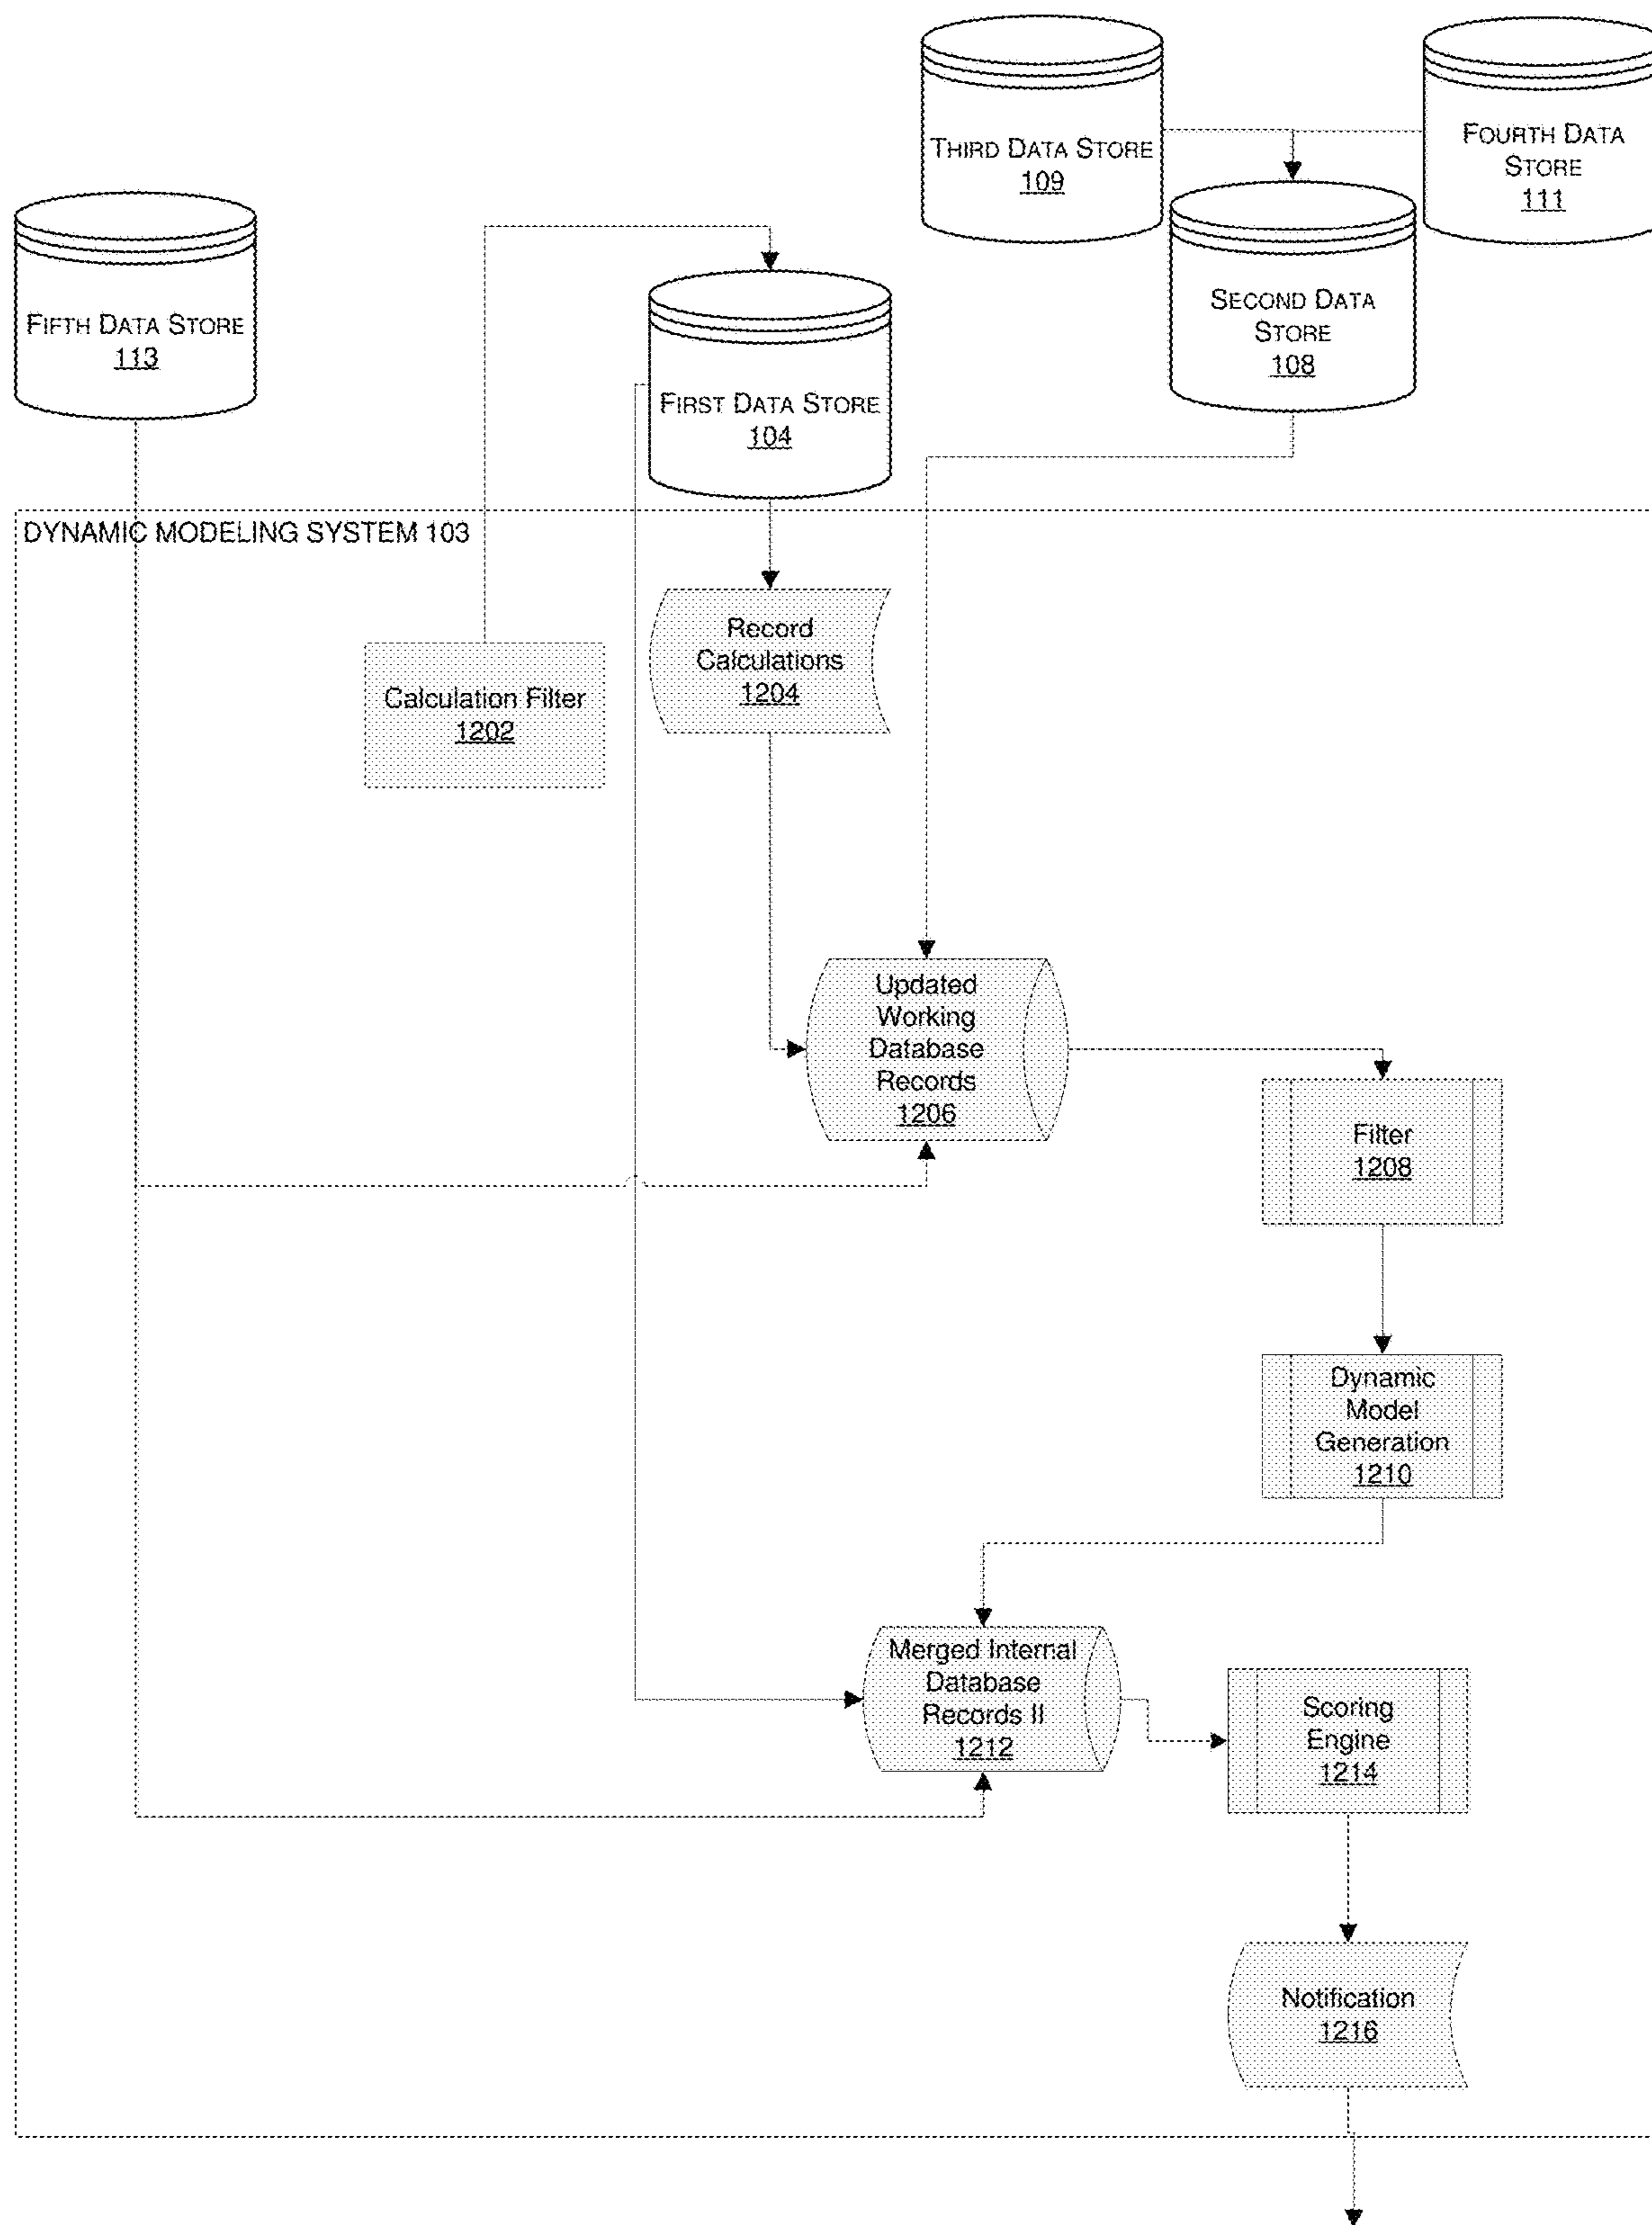 THIRD DATA STORE
109
FOURTH DATA
STORE
111
FIFTH DATA STORE
113
FIRST DATA STORE
104
SECOND DATA
STORE
108
DYNAMIC MODELING SYSTEM 103
Calculation Filter
1202
Record
Calculations
1204
Updated
Working
Database
Records
1206
Filter
1208
Dynamic
Model
Generation
1210
Merged Internal
Database
Records II
1212
Scoring
Engine
1214
Notification
1216